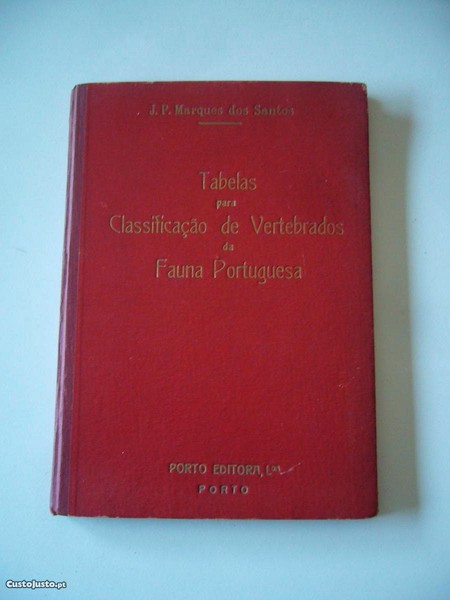 J. P. Marques dos Santos
Tabelas
para
Classificação de Vertebrados
da
Fauna Portuguesa
PORTO EDITORA, L.da
PORTO
CustoJusto.pt